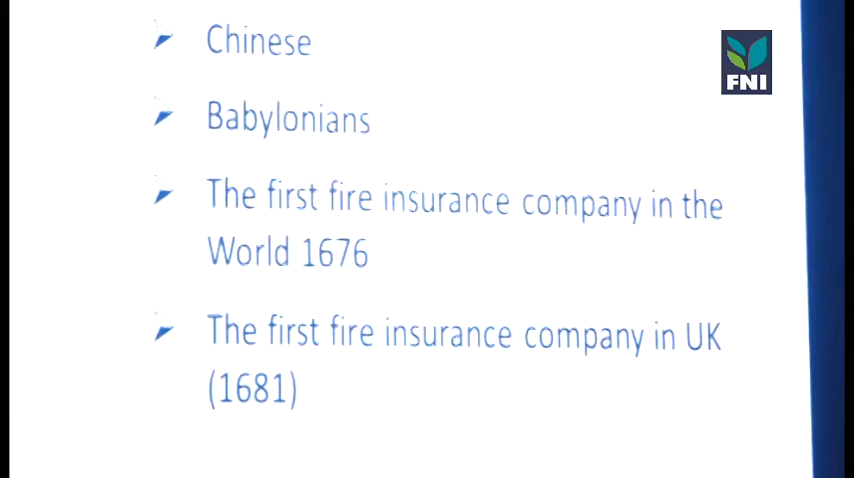 Chinese
FNI
Babylonians
The first fire insurance company in the
World 1676
The first fire insurance company in UK
(1681)